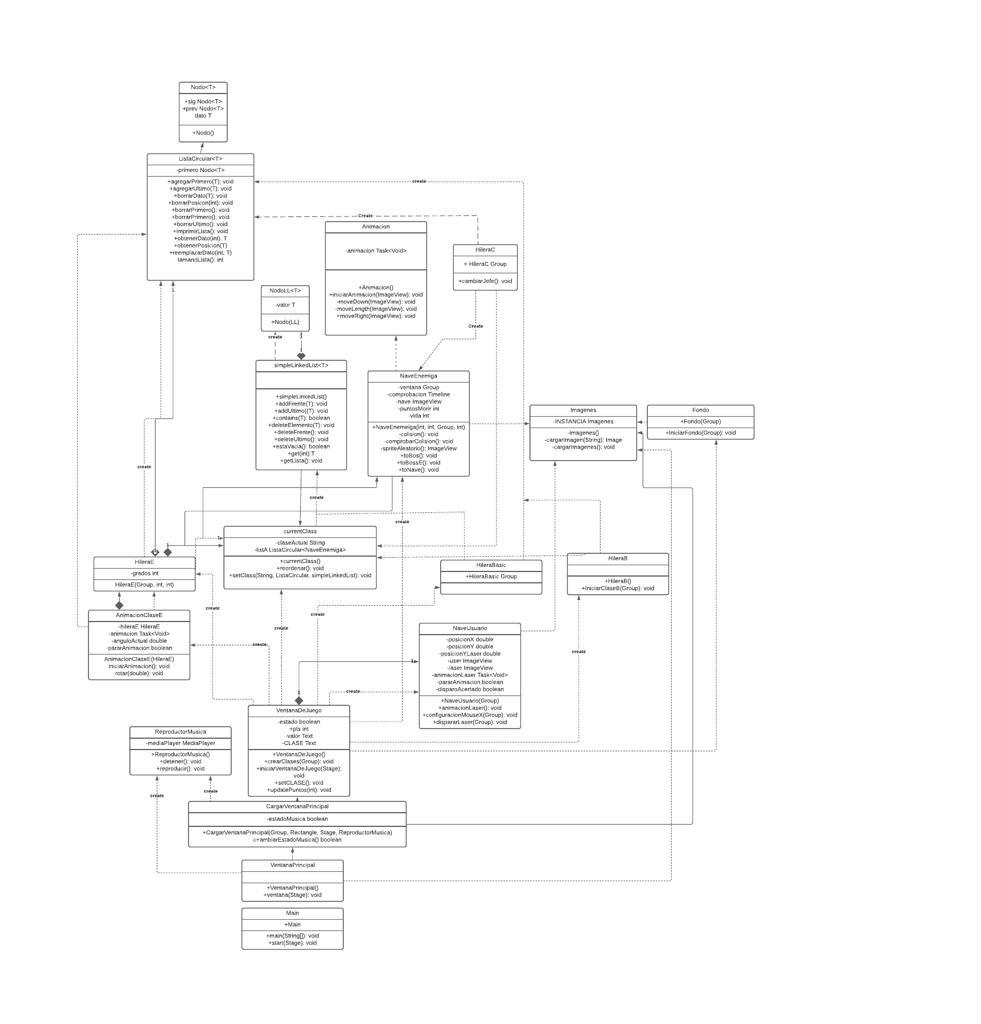 Nodo<T>
+sig Nodo<T>
+prev Nodo<T>
dato T
+Nodo()
ListaCircular<T>
-primero Nodo<T>
+agregarPrimero(T): void
+agregarUltimo(T): void
+borrarDato(T): void
+borrarPosicon(int): void
+borrarPrimero(): void
+borrarPrimero(): void
+borrarUltimo(): void
+imprimirLista(): void
+obtenerDato(int): T
+obtenerPosicion(T)
+reemplazarDato(int, T)
tamanoLista(): int
create
Create
Animacion
-animacion Task<Void>
+Animacion()
+iniciarAnimacion(ImageView): void
-moveDown(ImageView): void
-moveLength(ImageView): void
+moveRight(ImageView): void
HileraC
+ HileraC Group
+cambiarJefe(): void
NodoLL<T>
-valor T
+Nodo(LL)
create
1
Create
simpleLinkedList<T>
+simpleLinkedList()
+addFrente(T): void
+addUltimo((T): void
+contains(T): boolean
+deleteElemento(T): void
+deleteFrente(): void
+deleteUltimo(): void
+estaVacia(): boolean
+get(int) T
+getLista(): void
NaveEnemiga
-ventana Group
-comprobacion Timeline
-nave ImageView
-puntosMorir int
-vida int
+NaveEnemeiga(int, int, Group, int)
-colision(): void
-comprobarColision(): void
-spriteAleatorio(): ImageView
+toBos(): void
+toBossE(): void
+toNave(): void
Imagenes
-INSTANCIA Imagenes
-Imagenes()
-cargarImagen(String): Image
-cargarImagenes(): void
Fondo
+Fondo(Group)
+IniciarFondo(Group): void
create
create
create
create
currentClass
-claseActual String
-listA ListaCircular<NaveEnemiga>
+currentClass()
+reordenar(): void
+setClass(String, ListaCircular, simpleLinkedList): void
1
1
HileraE
-grados int
HileraE(Group, int, int)
HileraBasic
+HileraBasic Group
HileraB
+HileraB()
+IniciarClaseB(Group): void
AnimacionClaseE
-hileraE HileraE
-animacion Task<Void>
-anguloActual double
-pararAnimacion boolean
AnimacionClaseE(HileraE)
iniciarAnimacion(): void
rotar(double): void
create
create
create
create
create
1
NaveUsuario
-posicionX double
-posicionY double
-posicionYLaser double
-user ImageView
-laser ImageView
-animacionLaser Task<Void>
-pararAnimacion boolean
-disparoAcertado boolean
+NaveUsuario(Group)
+animacionLaser(): void
+configuracionMouseX(Group): void
+dispararLaser(Group): void
create
VentanaDeJuego
-estado boolean
+pts int
-valor Text
-CLASE Text
+VentanaDeJuego()
+crearClases(Group): void
+iniciarVentanaDeJuego(Stage):
void
+setCLASE(): void
+updatePuntos(int): void
ReproductorMusica
-mediaPlayer MediaPlayer
+ReproductorMusica()
+detener(): void
+reproducir(): void
create
create
CargarVentanaPrincipal
-estadoMusica boolean
+CargarVentanaPrincipal(Group, Rectangle, Stage, ReproductorMusica)
c+ambiarEstadoMusica() boolean
VentanaPrincipal
+VentanaPrincipal()
+ventana(Stage): void
Main
+Main
+main(String[]): void
+start(Stage): void